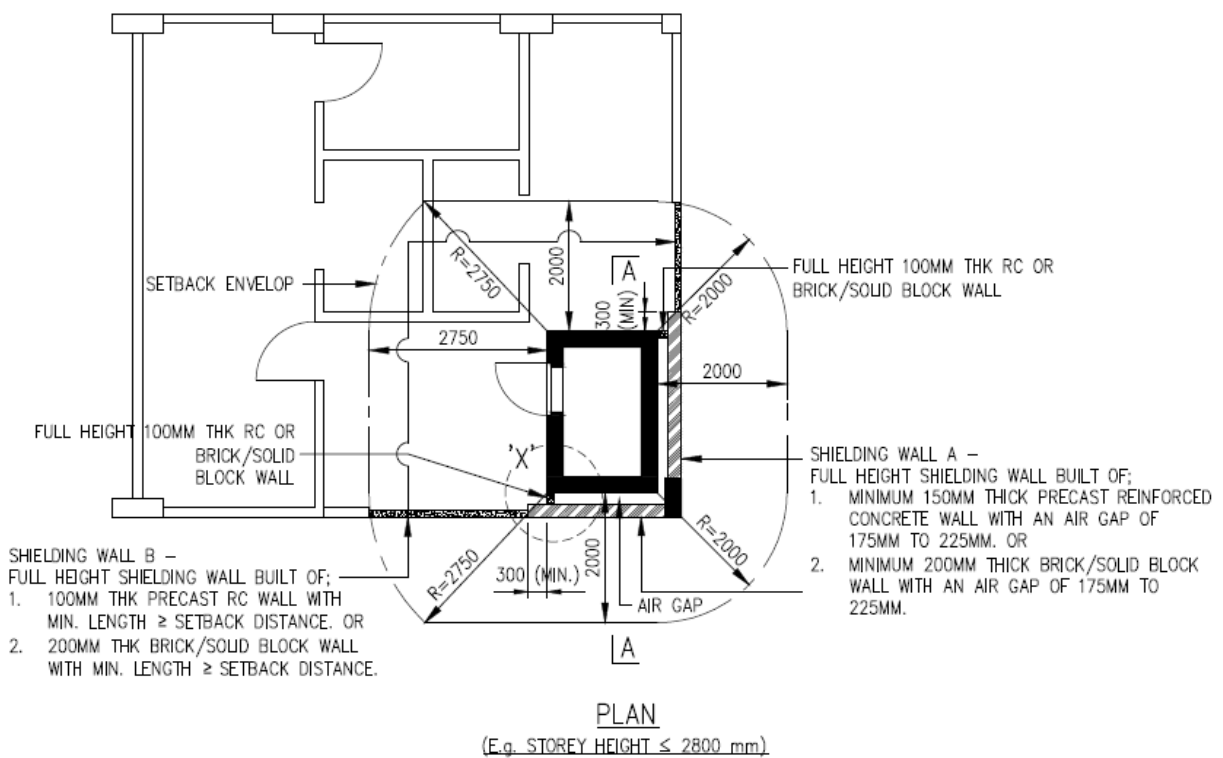 SETBACK ENVELOP
R=2750
2000
A
300
(MIN)
R=2000
FULL HEIGHT 100MM THK RC OR
BRICK/SOLID BLOCK WALL
2750
2000
FULL HEIGHT 100MM THK RC OR
BRICK/SOLID
BLOCK WALL
'X'
SHIELDING WALL A –
FULL HEIGHT SHIELDING WALL BUILT OF;
1. MINIMUM 150MM THICK PRECAST REINFORCED
CONCRETE WALL WITH AN AIR GAP OF
175MM TO 225MM. OR
2. MINIMUM 200MM THICK BRICK/SOLID BLOCK
WALL WITH AN AIR GAP OF 175MM TO
225MM.
SHIELDING WALL B –
FULL HEIGHT SHIELDING WALL BUILT OF;
1. 100MM THK PRECAST RC WALL WITH
MIN. LENGTH ≥ SETBACK DISTANCE. OR
2. 200MM THK BRICK/SOLID BLOCK WALL
WITH MIN. LENGTH ≥ SETBACK DISTANCE.
R=2750
300 (MIN.)
2000
R=2000
AIR GAP
A
PLAN
(E.g. STOREY HEIGHT ≤ 2800 mm)